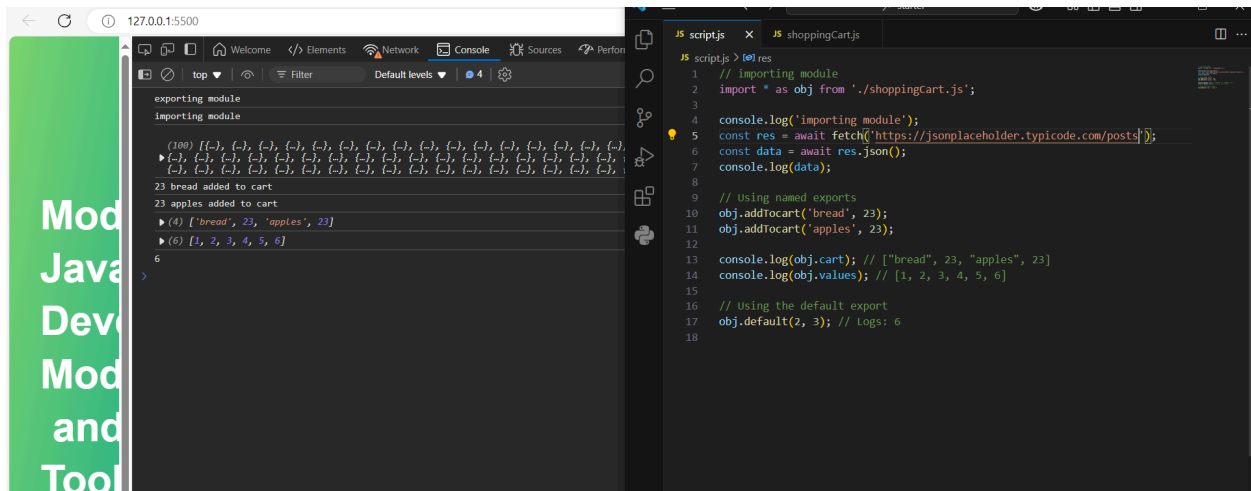 127.0.0.1:5500
Mod
Java
Deve
Mod
and
Tool
Welcome </> Elements Network Console Sources
top ▼ Filter Default levels ▼ 4
exporting module
importing module
(100) [{…}, {…}, {…}, {…}, {…}, {…}, {…}, {…}, {…}, {…}, {…}, {…}, {…}, {…}, {…}, {…},
{…}, {…}, {…}, {…}, {…}, {…}, {…}, {…}, {…}, {…}, {…}, {…}, {…}, {…}, {…}, {…}, {…},
{…}, {…}, {…}, {…}, {…}, {…}, {…}, {…}, {…}, {…}, {…}, {…}, {…}, {…}, {…}, {…}, {…},
23 bread added to cart
23 apples added to cart
(4) ['bread', 23, 'apples', 23]
(6) [1, 2, 3, 4, 5, 6]
6
JS script.js X JS shoppingCart.js
JS script.js > res
1 // importing module
2 import * as obj from './shoppingCart.js';
3
4 console.log('importing module');
5 const res = await fetch('https://jsonplaceholder.typicode.com/posts');
6 const data = await res.json();
7 console.log(data);
8
9 // Using named exports
10 obj.addTocart('bread', 23);
11 obj.addTocart('apples', 23);
12
13 console.log(obj.cart); // ["bread", 23, "apples", 23]
14 console.log(obj.values); // [1, 2, 3, 4, 5, 6]
15
16 // Using the default export
17 obj.default(2, 3); // Logs: 6
18